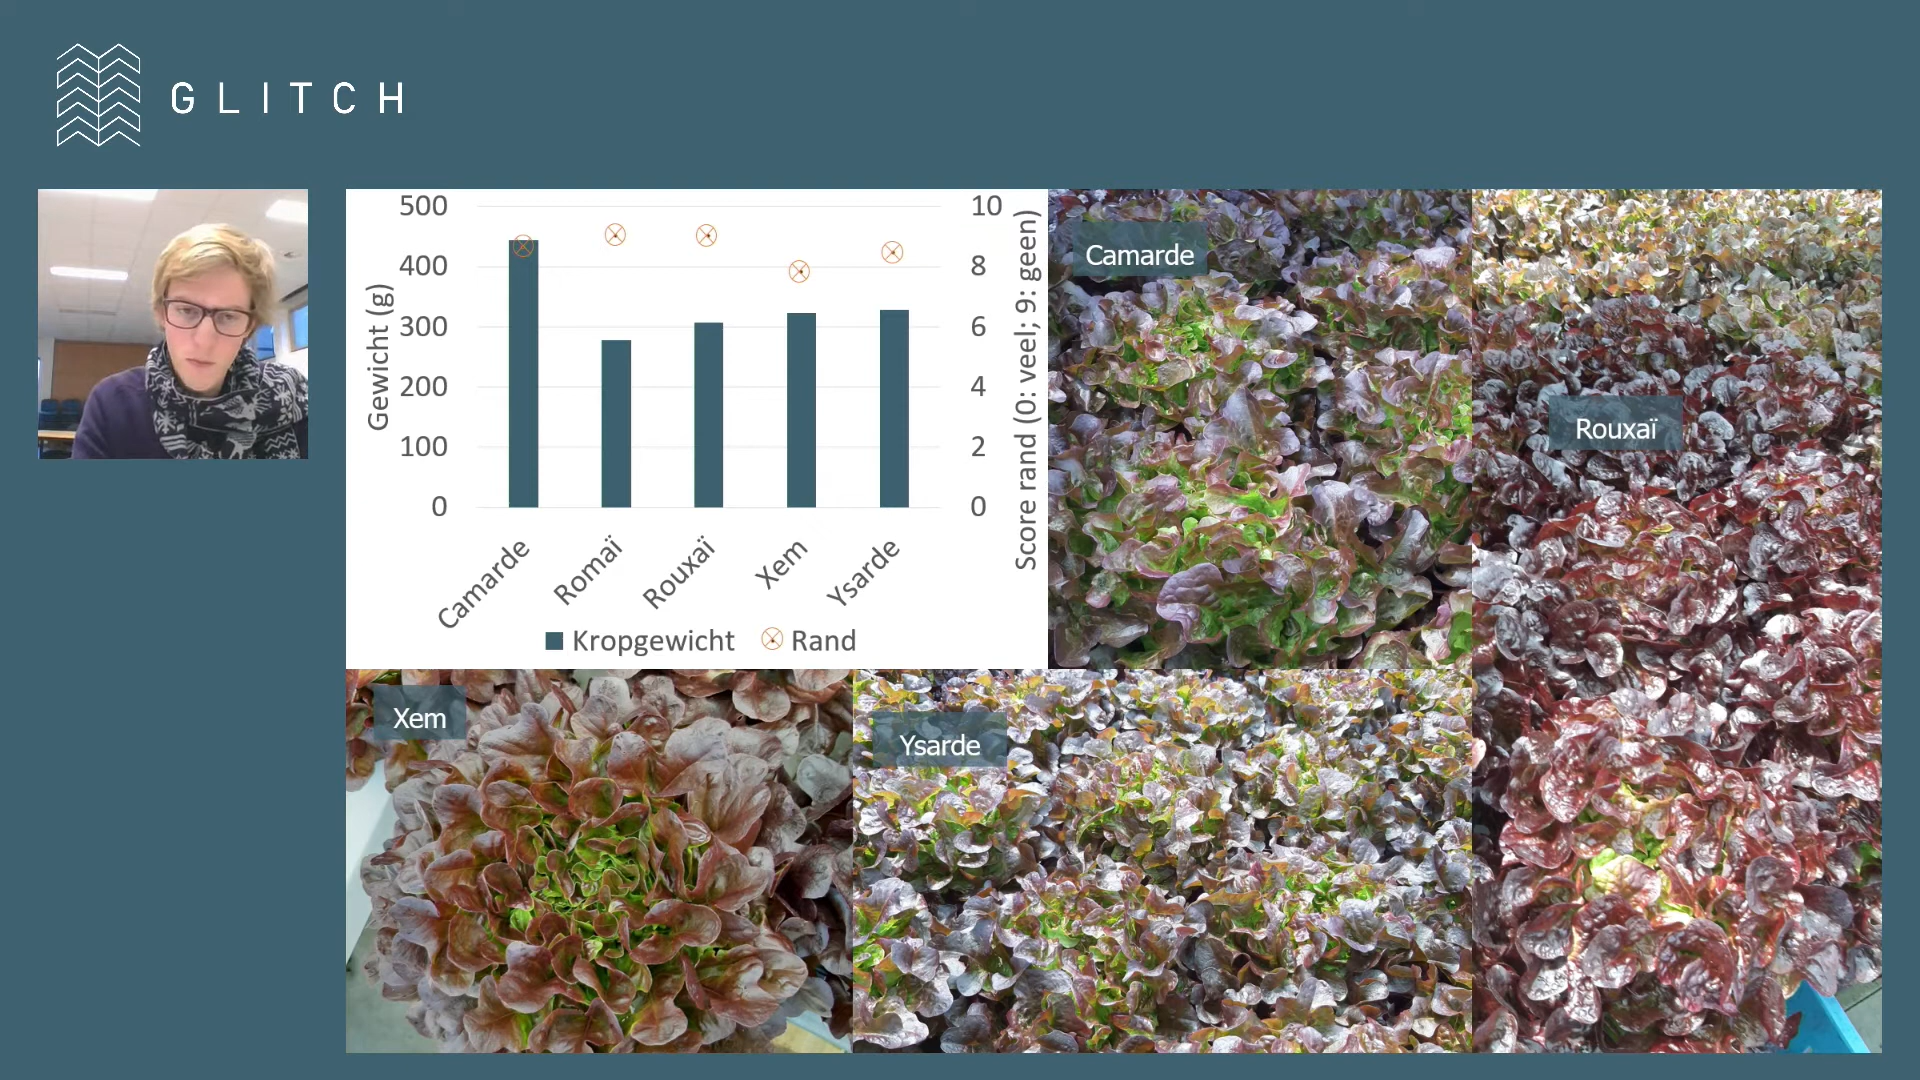 GLITCH
500
400
300
200
100
0
Gewicht (g)
10
8
6
4
2
0
Score rand (0: veel; 9: geen)
Camarde
Romaï
Rouxaï
Xem
Ysarde
Kropgewicht
Rand
Camarde
Rouxaï
Xem
Ysarde